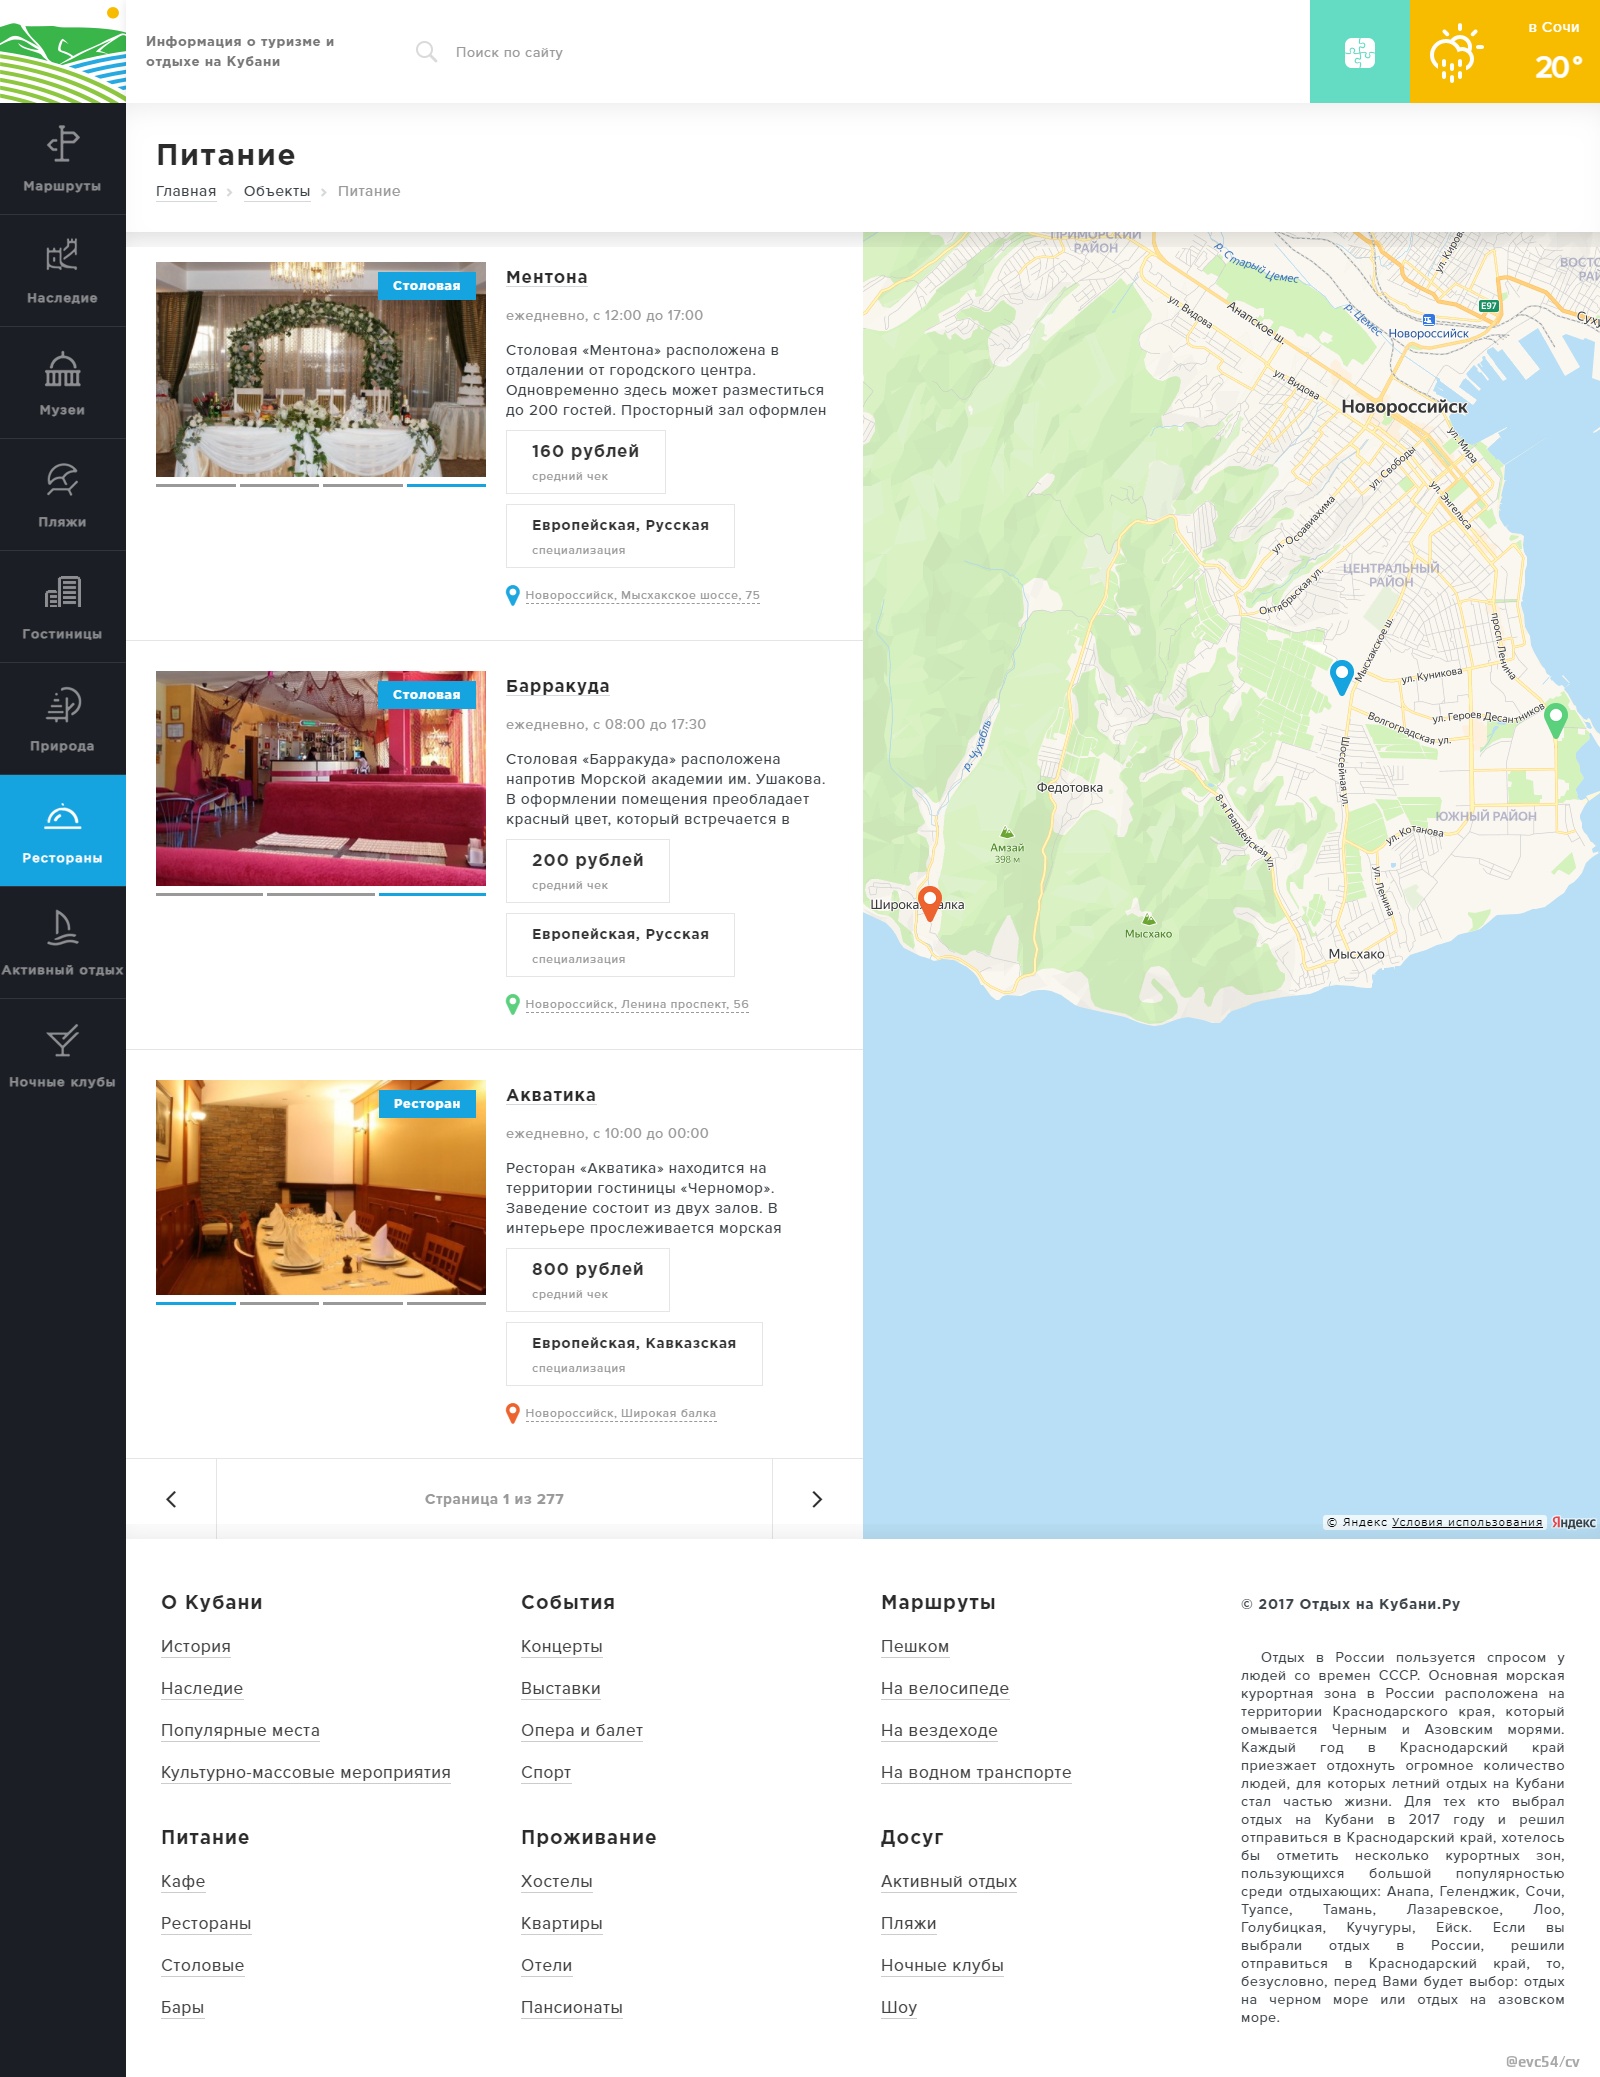 Информация о туризме и
отдыхе на Кубани
Поиск по сайту
в Сочи
20°
Маршруты
Наследие
Музеи
Пляжи
Гостиницы
Природа
Рестораны
Активный отдых
Ночные клубы
Питание
Главная
Объекты
Питание
Столовая
Ментона
ежедневно, с 12:00 до 17:00
Столовая «Ментона» расположена в
отдалении от городского центра.
Одновременно здесь может разместиться
до 200 гостей. Просторный зал оформлен
160 рублей
средний чек
Европейская, Русская
специализация
Новороссийск, Мысхакское шоссе, 75
Столовая
Барракуда
ежедневно, с 08:00 до 17:30
Столовая «Барракуда» расположена
напротив Морской академии им. Ушакова.
В оформлении помещения преобладает
красный цвет, который встречается в
200 рублей
средний чек
Европейская, Русская
специализация
Новороссийск, Ленина проспект, 56
Ресторан
Акватика
ежедневно, с 10:00 до 00:00
Ресторан «Акватика» находится на
территории гостиницы «Черномор».
Заведение состоит из двух залов. В
интерьере прослеживается морская
800 рублей
средний чек
Европейская, Кавказская
специализация
Новороссийск, Широкая балка
Страница 1 из 277
ПРИМОРСКИЙ
РАЙОН
р. Старый Цемес
ул. Киров
ВОСТО
РАЙ
E97
ул. Видова
Анапское ш.
р. Цемес
Новороссийск
Суху
ул. Видова
Новороссийск
ул. Мира
ул. Свободы
ул. Энгельса
ул. Осоавиахима
ЦЕНТРАЛЬНЫЙ
РАЙОН
Октябрьская ул.
Мысхакское ш.
просп. Ленина
ул. Куникова
ул. Героев Десантников
Волгоградская ул.
р. Чухабль
Шоссейная ул.
Федотовка
8-я Гвардейская ул.
ЮЖНЫЙ РАЙОН
ул. Котанова
Амзай
398 м
ул. Ленина
Широка
алка
Мысхако
Мысхако
© Яндекс Условия использования
Яндекс
О Кубани
История
Наследие
Популярные места
Культурно-массовые мероприятия
События
Концерты
Выставки
Опера и балет
Спорт
Маршруты
Пешком
На велосипеде
На вездеходе
На водном транспорте
Питание
Кафе
Рестораны
Столовые
Бары
Проживание
Хостелы
Квартиры
Отели
Пансионаты
Досуг
Активный отдых
Пляжи
Ночные клубы
Шоу
© 2017 Отдых на Кубани.Ру
Отдых в России пользуется спросом у
людей со времен СССР. Основная морская
курортная зона в России расположена на
территории Краснодарского края, который
омывается Черным и Азовским морями.
Каждый год в Краснодарский край
приезжает отдохнуть огромное количество
людей, для которых летний отдых на Кубани
стал частью жизни. Для тех кто выбрал
отдых на Кубани в 2017 году и решил
отправиться в Краснодарский край, хотелось
бы отметить несколько курортных зон,
пользующихся большой популярностью
среди отдыхающих: Анапа, Геленджик, Сочи,
Туапсе, Тамань, Лазаревское, Лоо,
Голубицкая, Кучугуры, Ейск. Если вы
выбрали отдых в России, решили
отправиться в Краснодарский край, то,
безусловно, перед Вами будет выбор: отдых
на черном море или отдых на азовском
море.
@evc54/cv